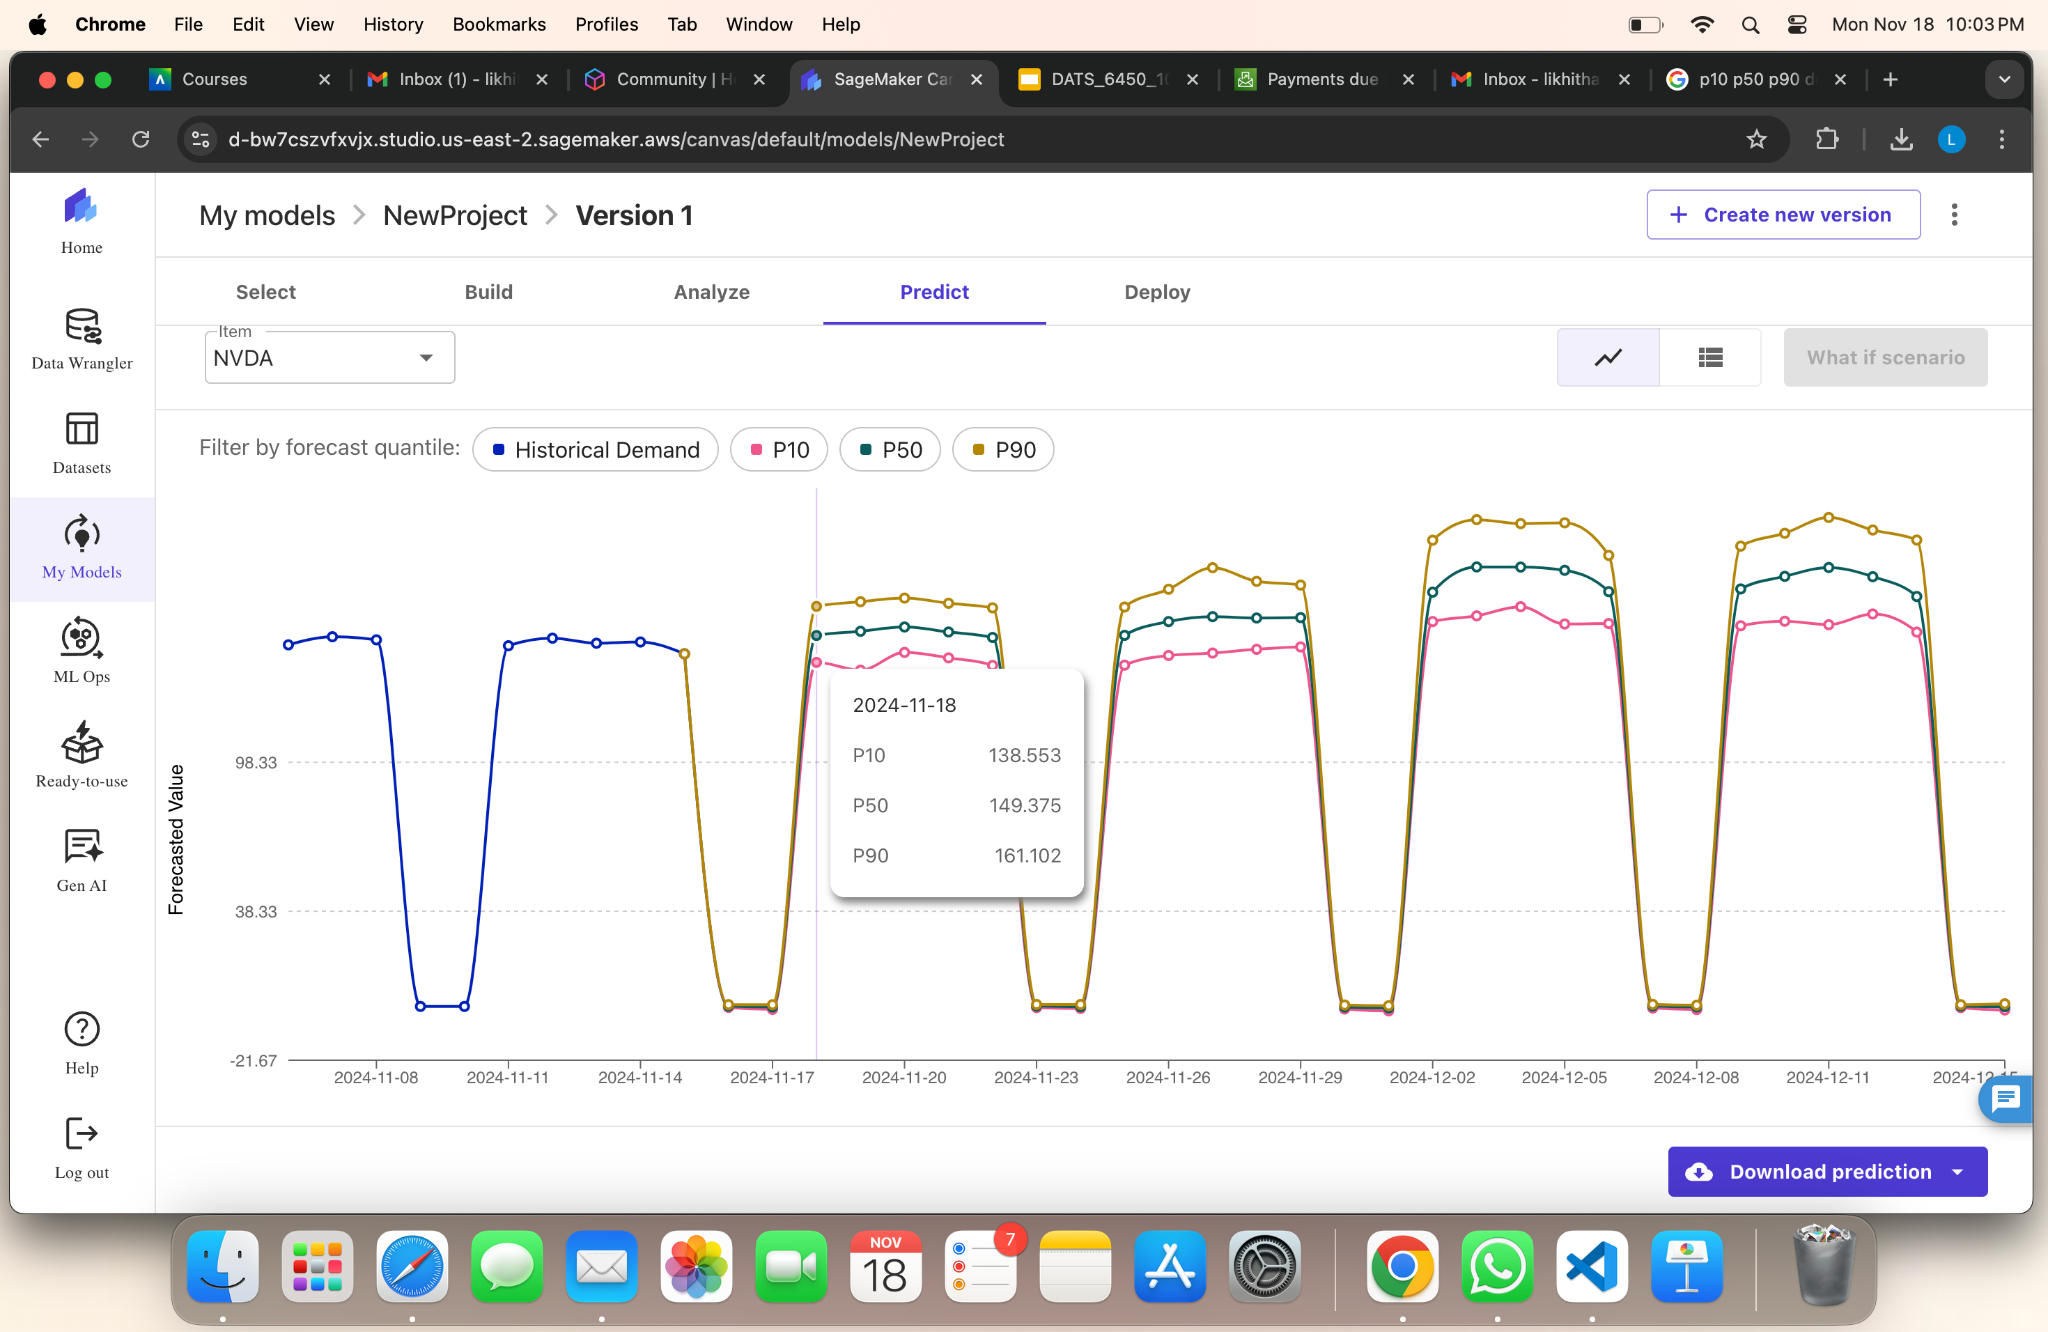 Chrome File Edit View History Bookmarks Profiles Tab Window Help Mon Nov 18 10:03 PM
Courses Inbox (1) - likhi Community | H SageMaker Ca DATS_6450_1 Payments due Inbox - likhitha p10 p50 p90 d
d-bw7cszvfxvjx.studio.us-east-2.sagemaker.aws/canvas/default/models/NewProject L
My models > NewProject > Version 1 + Create new version
Home
Select Build Analyze Predict Deploy
Item
NVDA What if scenario
Data Wrangler
Filter by forecast quantile: Historical Demand P10 P50 P90
Datasets
My Models
ML Ops
Ready-to-use
Gen AI
Help
Log out
Forecasted Value
98.33
38.33
-21.67
2024-11-18
P10 138.553
P50 149.375
P90 161.102
2024-11-08 2024-11-11 2024-11-14 2024-11-17 2024-11-20 2024-11-23 2024-11-26 2024-11-29 2024-12-02 2024-12-05 2024-12-08 2024-12-11 2024-12-15
Download prediction
NOV
18
7